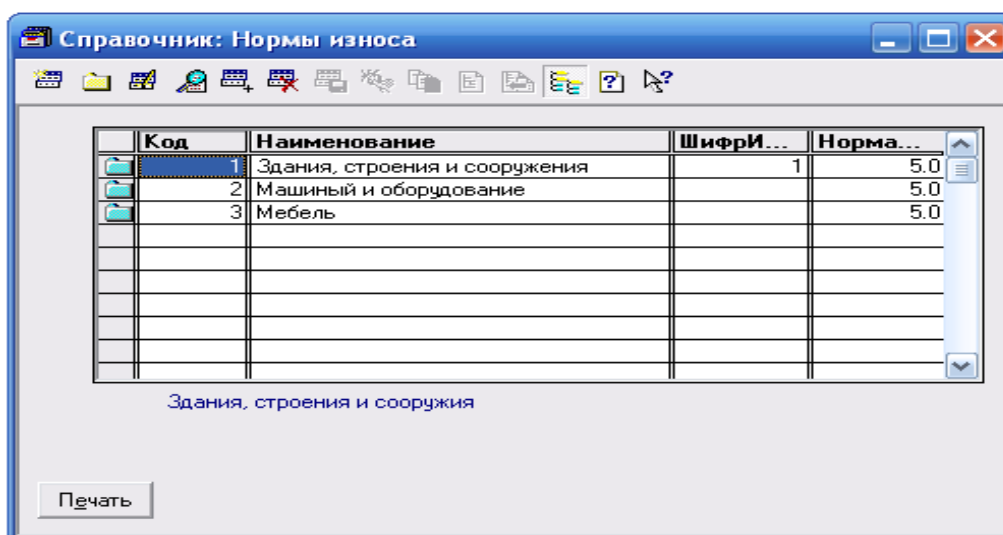 Справочник: Нормы износа
Код Наименование ШифрИ... Норма...
1 Здания, строения и сооружения 1 5.0
2 Машиный и оборудование 5.0
3 Мебель 5.0
Здания, строения и сооружия
Печать